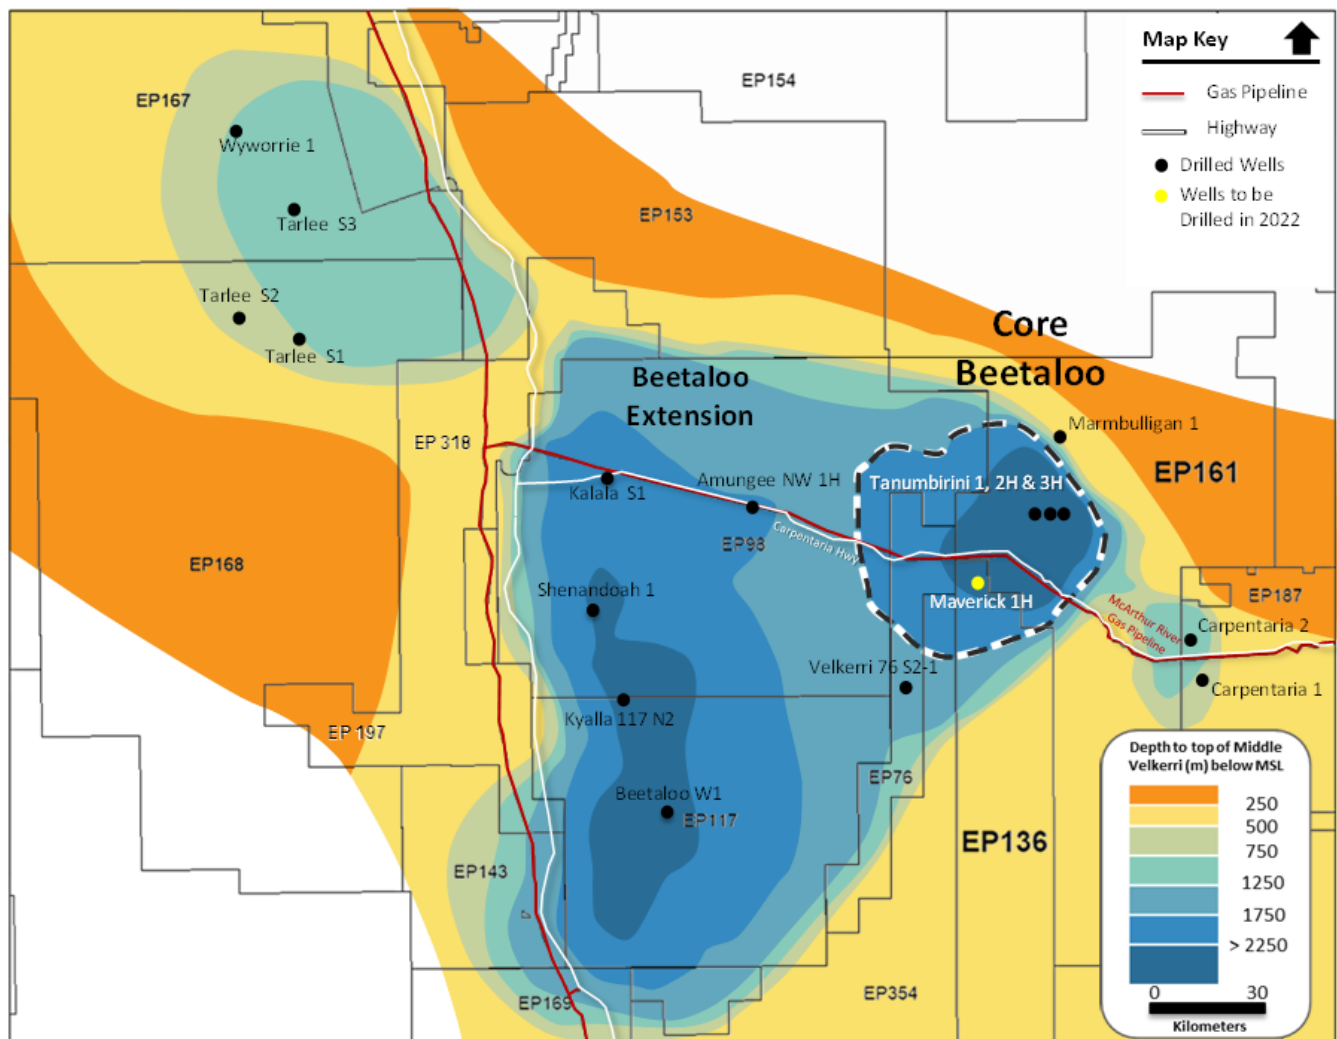 Map Key
Gas Pipeline
Highway
Drilled Wells
Wells to be
Drilled in 2022
EP154
EP167
Wyworrie 1
Tarlee S3
EP153
Tarlee S2
Tarlee S1
Core
Beetaloo
Beetaloo
Extension
Marmbulligan 1
EP 318
EP161
Kalala S1
Amungee NW 1H
Tanumbirini 1, 2H & 3H
EP98
Carpentaria Hwy
EP168
Shenandoah 1
Maverick 1H
McArthur River
Gas Pipeline
EP187
Carpentaria 2
Velkerri 76 S2-1
Carpentaria 1
Kyalla 117 N2
EP 197
EP76
Beetaloo W1
EP117
EP136
EP143
EP169
EP354
Depth to top of Middle
Velkerri (m) below MSL
250
500
750
1250
1750
> 2250
0 30
Kilometers